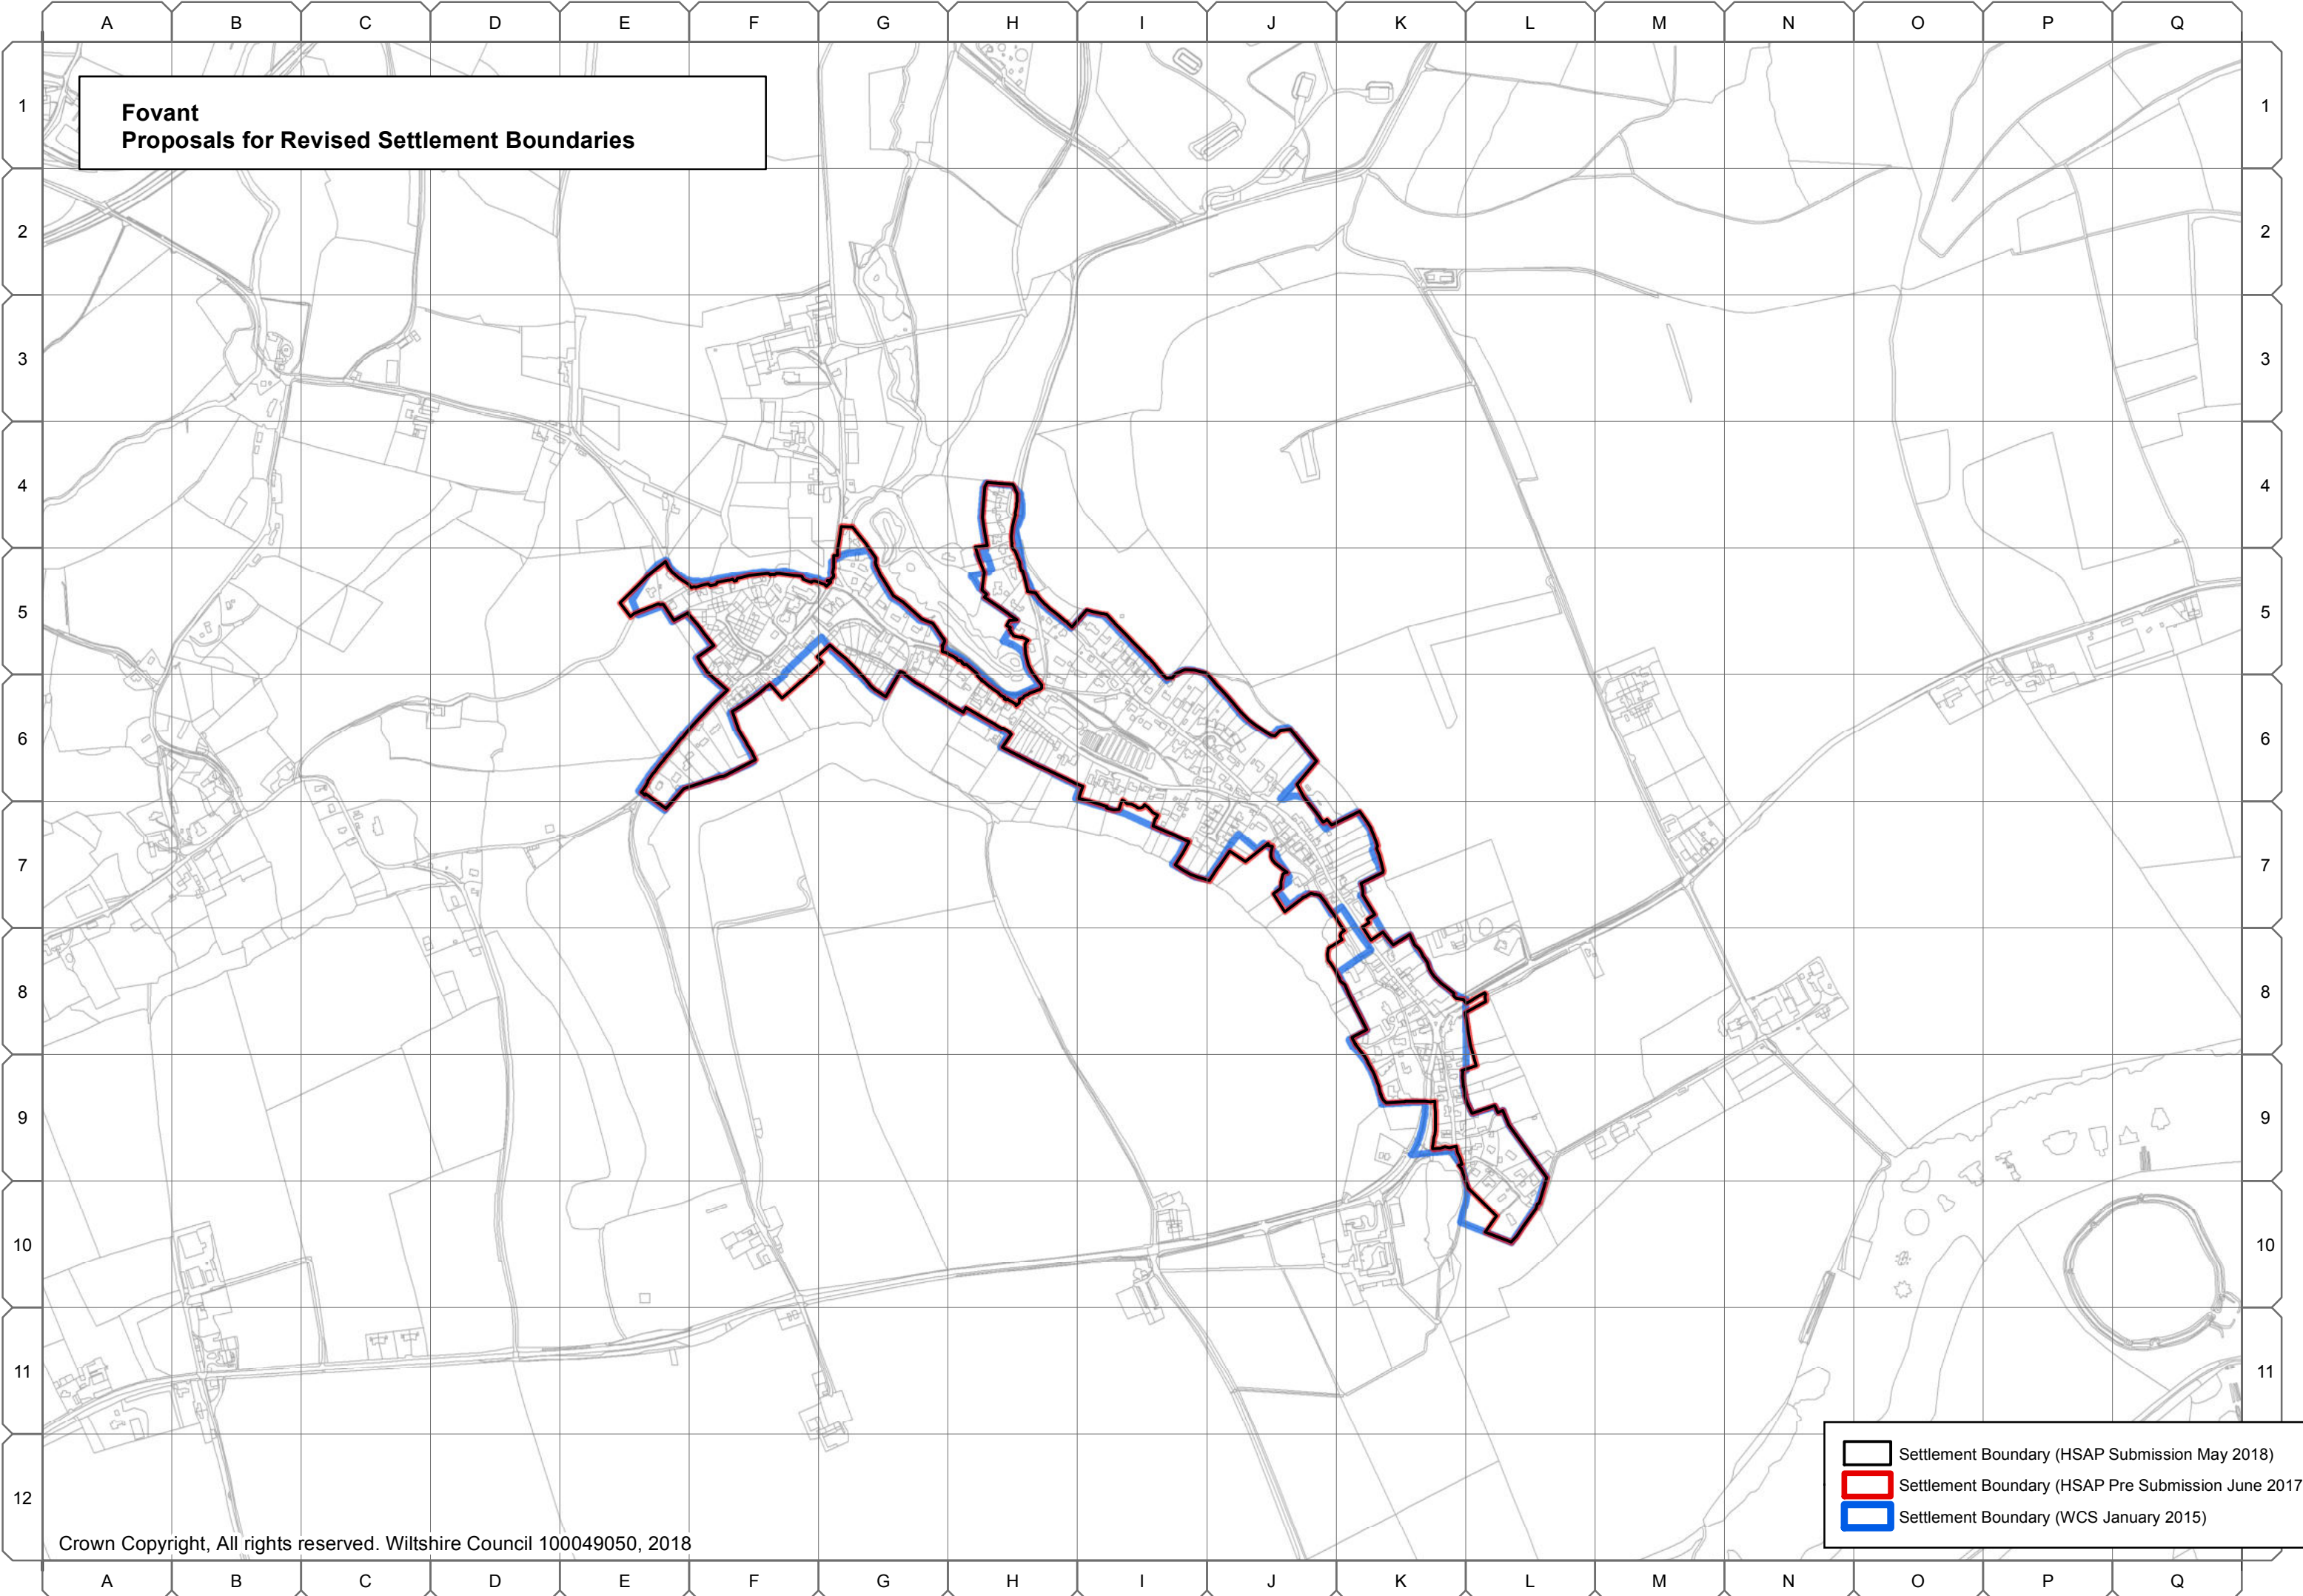 A B C D E F G H I J K L M N O P Q
1 1
Fovant
Proposals for Revised Settlement Boundaries
2 2
3 3
4 4
5 5
6 6
7 7
8 8
9 9
10 10
11 11
Settlement Boundary (HSAP Submission May 2018)
Settlement Boundary (HSAP Pre Submission June 2017
12
Settlement Boundary (WCS January 2015)
Crown Copyright, All rights reserved. Wiltshire Council 100049050, 2018
A B C D E F G H I J K L M N O P Q